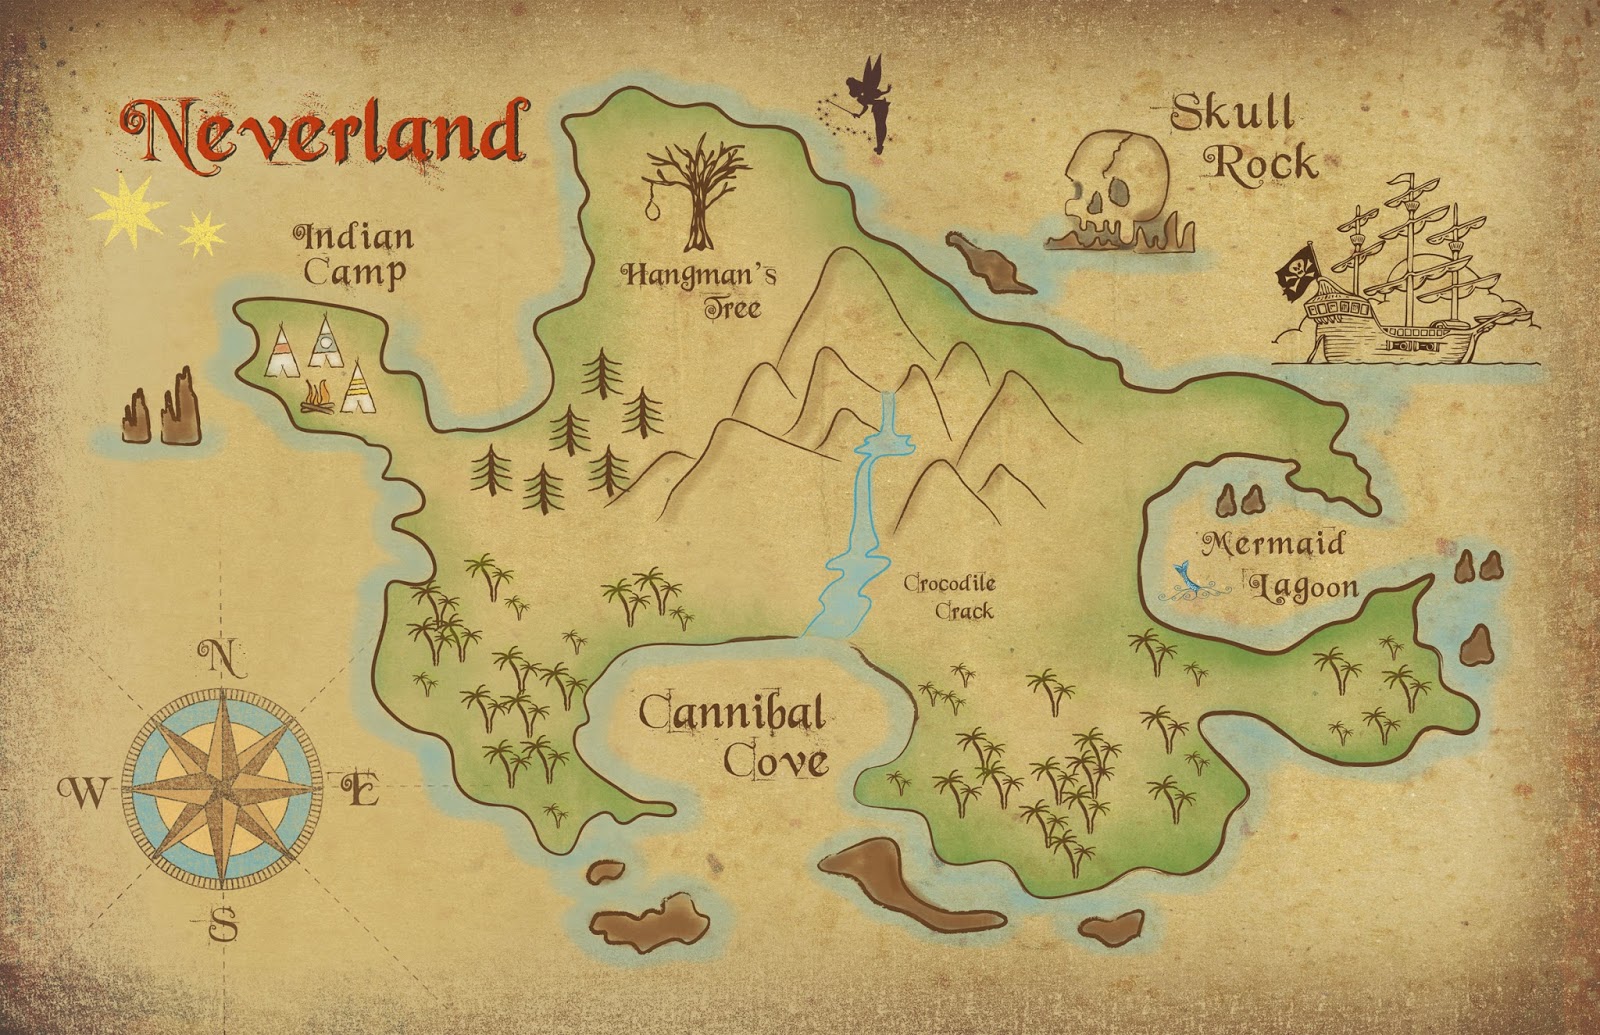 Neverland
Indian
Camp
Hangman's
Tree
Skull
Rock
Mermaid
Lagoon
Crocodile
Crack
Cannibal
Cove
N
W
E
S